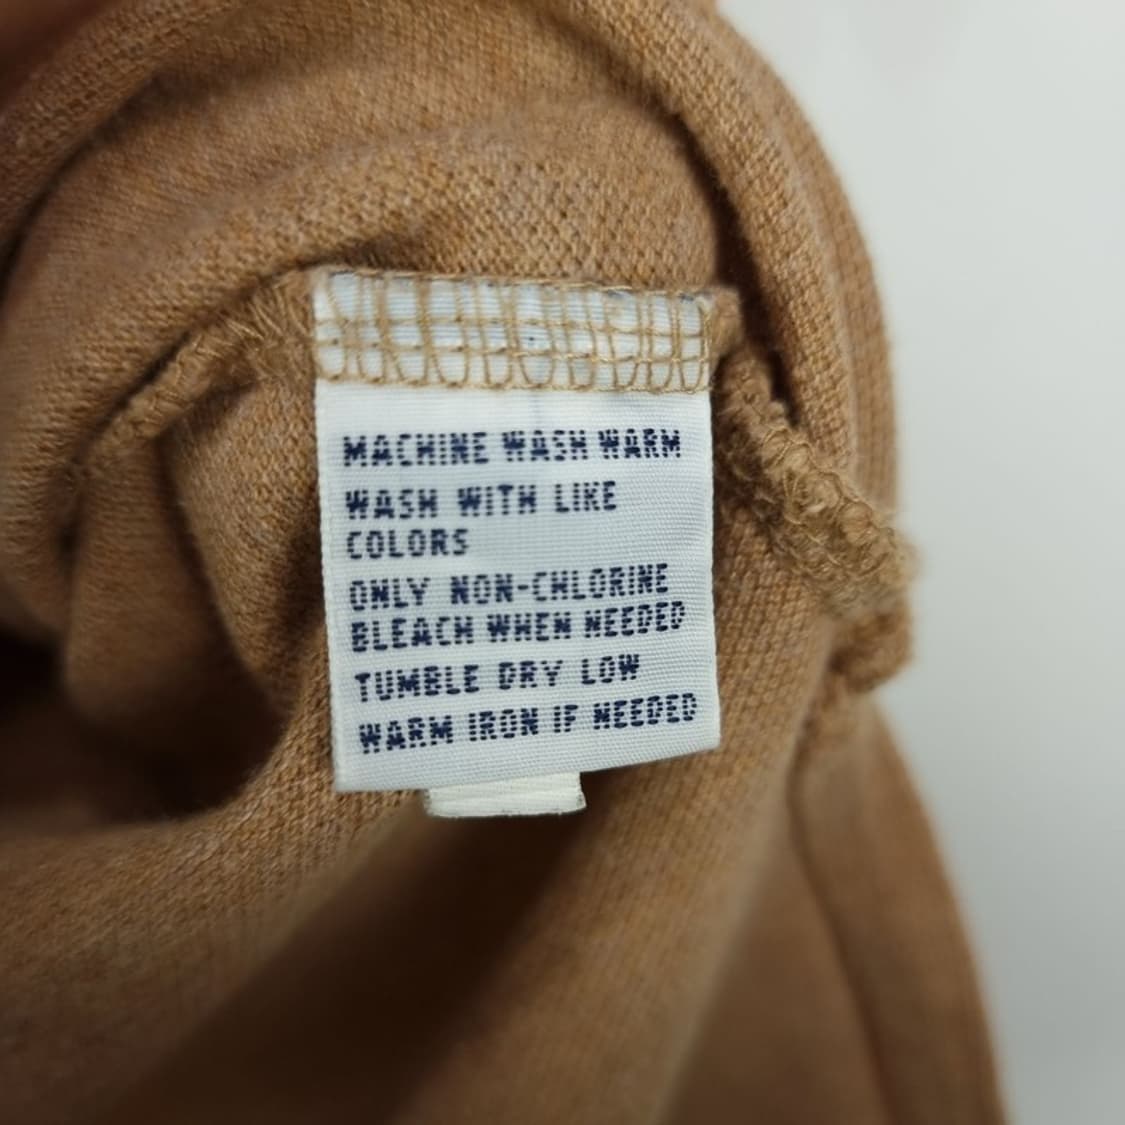 MACHINE WASH WARM
WASH WITH LIKE
COLORS
ONLY NON-CHLORINE
BLEACH WHEN NEEDED
TUMBLE DRY LOW
WARM IRON IF NEEDED